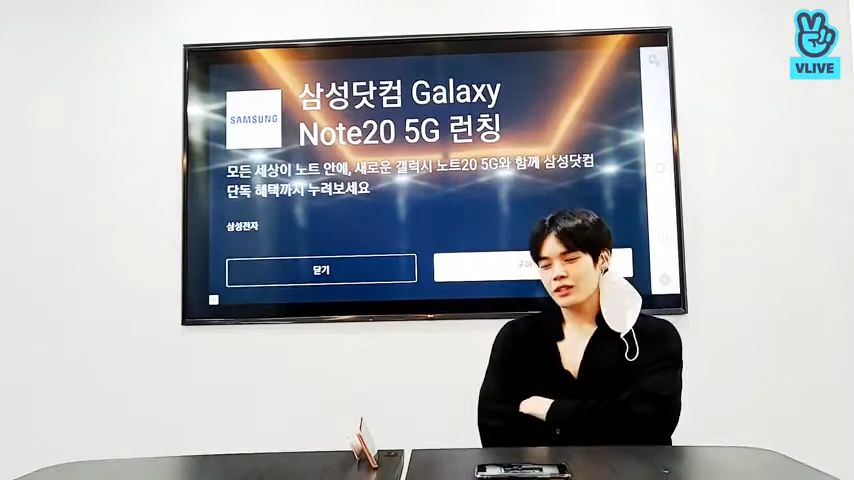 VLIVE
SAMSUNG
삼성닷컴 Galaxy
Note20 5G 런칭
모든 세상이 노트 안에, 새로운 갤럭시 노트20 5G와 함께 삼성닷컴
단독 혜택까지 누려보세요
삼성전자
닫기